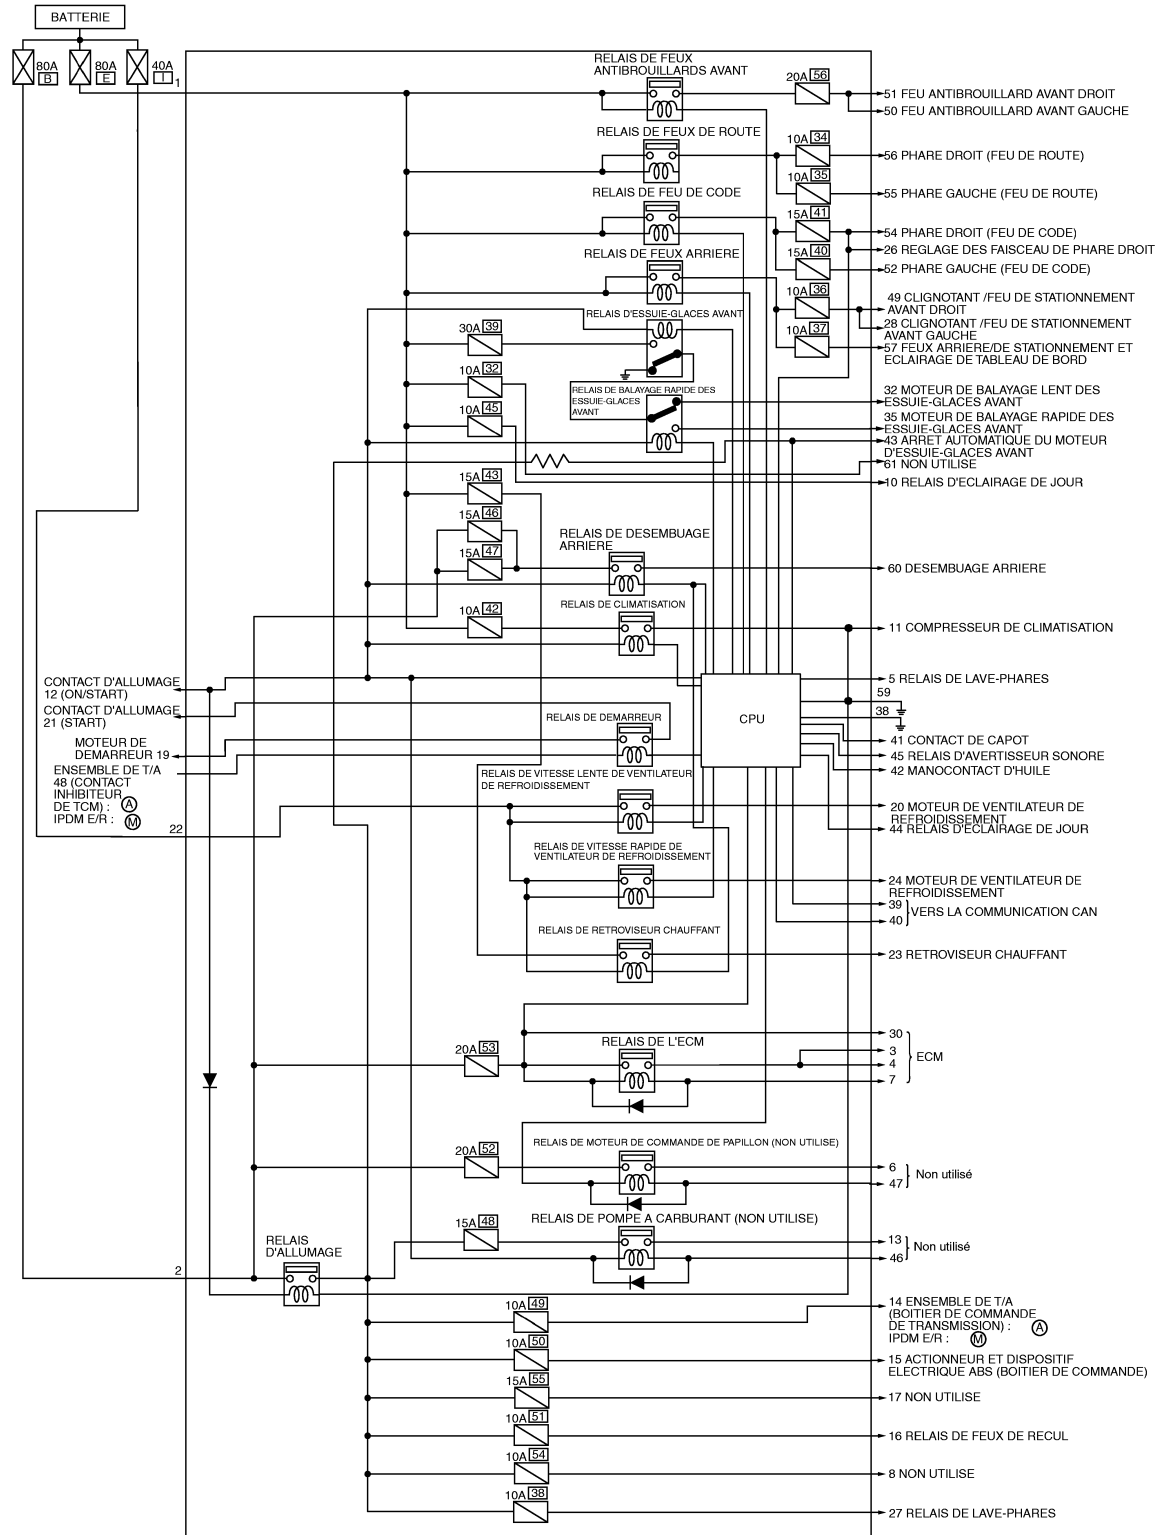 BATTERIE
80A
B
80A
E
40A
I
1
RELAIS DE FEUX
ANTIBROUILLARDS AVANT
20A 56
51 FEU ANTIBROUILLARD AVANT DROIT
50 FEU ANTIBROUILLARD AVANT GAUCHE
RELAIS DE FEUX DE ROUTE
10A 34
56 PHARE DROIT (FEU DE ROUTE)
10A 35
55 PHARE GAUCHE (FEU DE ROUTE)
RELAIS DE FEU DE CODE
15A 41
54 PHARE DROIT (FEU DE CODE)
26 REGLAGE DES FAISCEAU DE PHARE DROIT
15A 40
52 PHARE GAUCHE (FEU DE CODE)
RELAIS DE FEUX ARRIERE
10A 36
49 CLIGNOTANT /FEU DE STATIONNEMENT
AVANT DROIT
28 CLIGNOTANT /FEU DE STATIONNEMENT
AVANT GAUCHE
10A 37
57 FEUX ARRIERE/DE STATIONNEMENT ET
ECLAIRAGE DE TABLEAU DE BORD
RELAIS D'ESSUIE-GLACES AVANT
30A 39
10A 32
10A 45
RELAIS DE BALAYAGE RAPIDE DES
ESSUIE-GLACES
AVANT
32 MOTEUR DE BALAYAGE LENT DES
ESSUIE-GLACES AVANT
35 MOTEUR DE BALAYAGE RAPIDE DES
ESSUIE-GLACES AVANT
43 ARRET AUTOMATIQUE DU MOTEUR
D'ESSUIE-GLACES AVANT
61 NON UTILISE
10 RELAIS D'ECLAIRAGE DE JOUR
15A 43
15A 46
15A 47
RELAIS DE DESEMBUAGE
ARRIERE
60 DESEMBUAGE ARRIERE
10A 42
RELAIS DE CLIMATISATION
11 COMPRESSEUR DE CLIMATISATION
CONTACT D'ALLUMAGE
12 (ON/START)
CONTACT D'ALLUMAGE
21 (START)
MOTEUR DE
DEMARREUR 19
ENSEMBLE DE T/A
48 (CONTACT
INHIBITEUR
DE TCM) : A
IPDM E/R : M
22
RELAIS DE DEMARREUR
CPU
5 RELAIS DE LAVE-PHARES
59
38
41 CONTACT DE CAPOT
45 RELAIS D'AVERTISSEUR SONORE
42 MANOCONTACT D'HUILE
RELAIS DE VITESSE LENTE DE VENTILATEUR
DE REFROIDISSEMENT
20 MOTEUR DE VENTILATEUR DE
REFROIDISSEMENT
44 RELAIS D'ECLAIRAGE DE JOUR
RELAIS DE VITESSE RAPIDE DE
VENTILATEUR DE REFROIDISSEMENT
24 MOTEUR DE VENTILATEUR DE
REFROIDISSEMENT
39
40
VERS LA COMMUNICATION CAN
RELAIS DE RETROVISEUR CHAUFFANT
23 RETROVISEUR CHAUFFANT
20A 53
RELAIS DE L'ECM
30
3
4
7
ECM
20A 52
RELAIS DE MOTEUR DE COMMANDE DE PAPILLON (NON UTILISE)
6
47
Non utilisé
15A 48
RELAIS DE POMPE A CARBURANT (NON UTILISE)
13
46
Non utilisé
2
RELAIS
D'ALLUMAGE
10A 49
14 ENSEMBLE DE T/A
(BOITIER DE COMMANDE
DE TRANSMISSION) : A
IPDM E/R : M
10A 50
15 ACTIONNEUR ET DISPOSITIF
ELECTRIQUE ABS (BOITIER DE COMMANDE)
15A 55
17 NON UTILISE
10A 51
16 RELAIS DE FEUX DE RECUL
10A 54
8 NON UTILISE
10A 38
27 RELAIS DE LAVE-PHARES